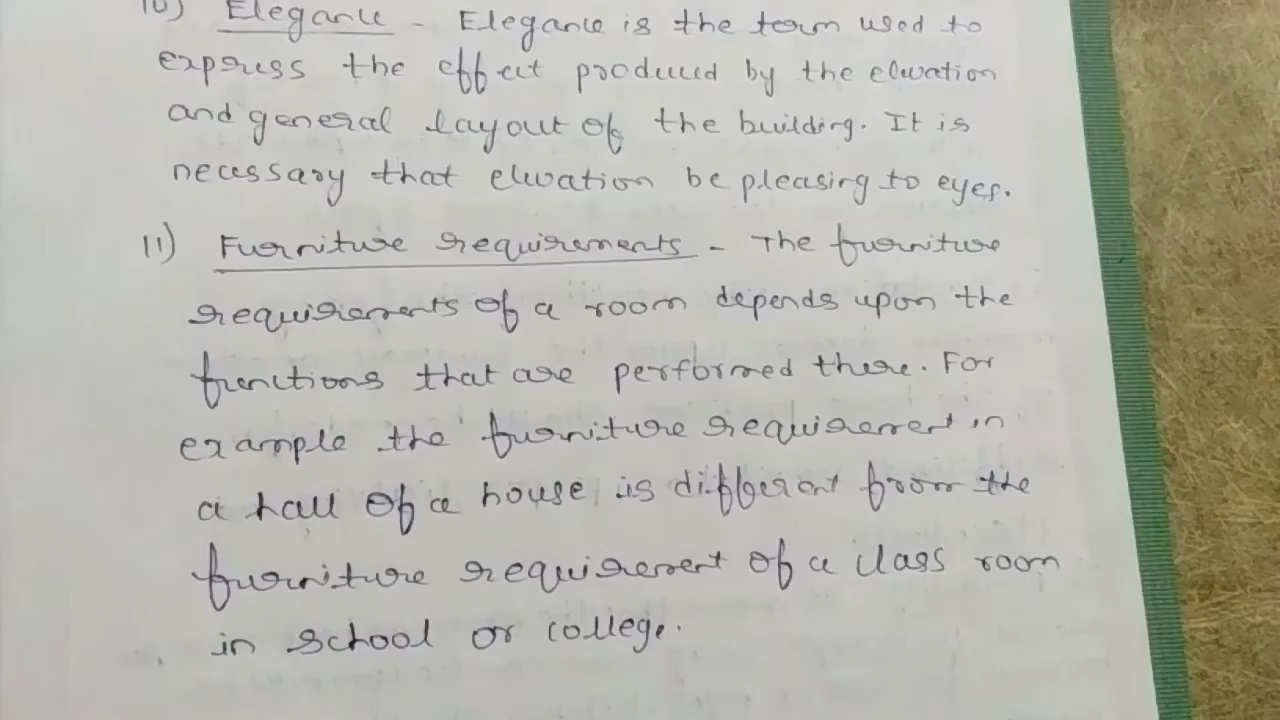 10) Elegance - Elegance is the term used to
express the effect produced by the elevation
and general layout of the building. It is
necessary that elevation be pleasing to eyes.
11) Furniture requirements - The furniture
requirements of a room depends upon the
functions that are performed there. For
example the furniture requirement in
a hall of a house is different from the
furniture requirement of a class room
in school or college.